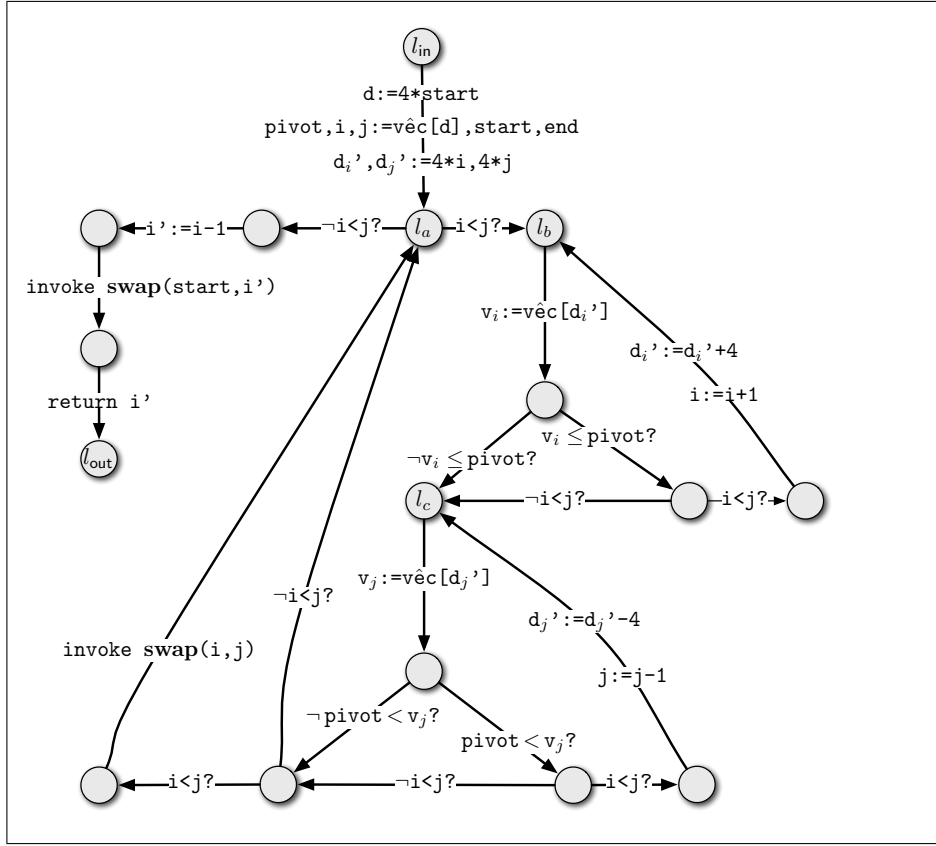 l_in
d:=4*start
pivot,i,j:=vêc[d],start,end
d_i',d_j':=4*i,4*j
i':=i-1
¬i<j?
l_a
i<j?
l_b
invoke swap(start,i')
v_i:=vêc[d_i']
d_i':=d_i'+4
i:=i+1
return i'
v_i ≤ pivot?
¬v_i ≤ pivot?
l_out
l_c
¬i<j?
i<j?
v_j:=vêc[d_j']
¬i<j?
d_j':=d_j'-4
invoke swap(i,j)
j:=j-1
¬ pivot < v_j?
pivot < v_j?
i<j?
¬i<j?
i<j?